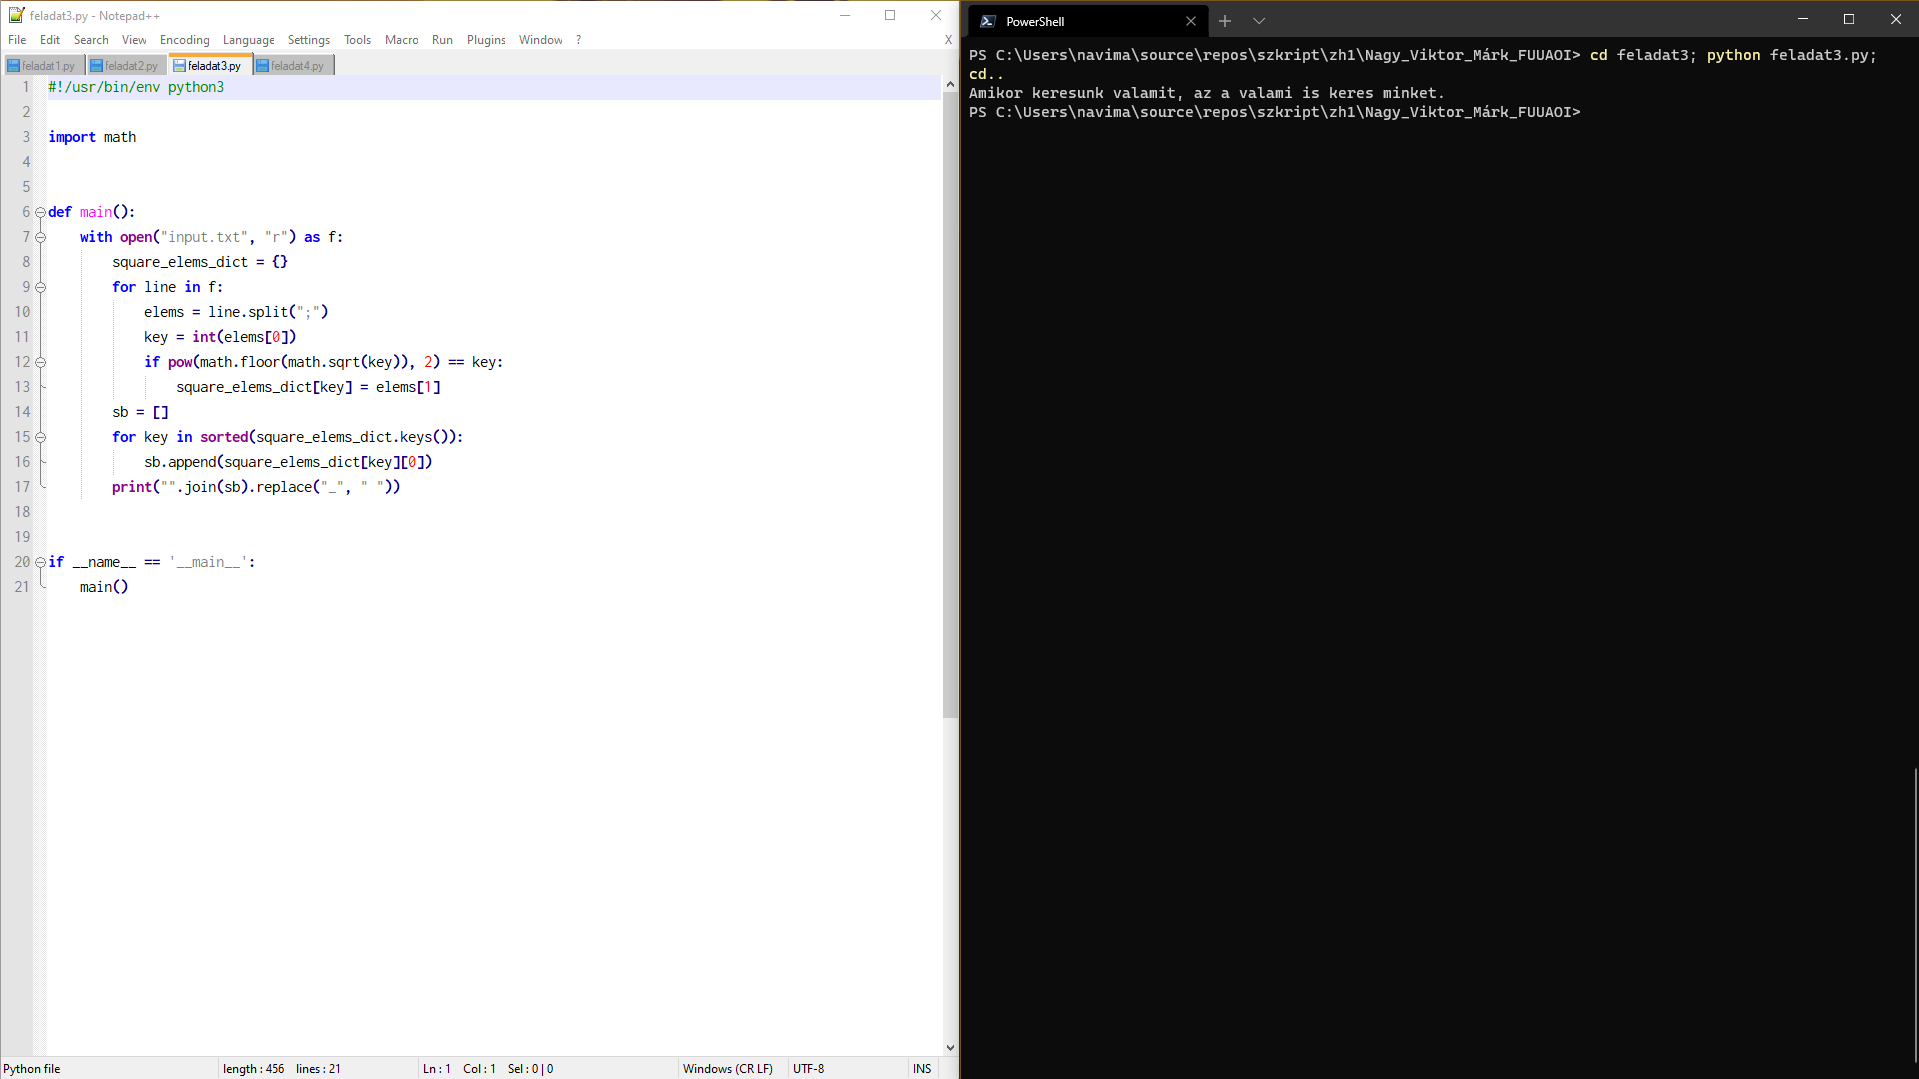 feladat3.py - Notepad++
File Edit Search View Encoding Language Settings Tools Macro Run Plugins Window ? X
feladat1.py feladat2.py feladat3.py feladat4.py
1 #!/usr/bin/env python3
2
3 import math
4
5
6 def main():
7 with open("input.txt", "r") as f:
8 square_elems_dict = {}
9 for line in f:
10 elems = line.split(";")
11 key = int(elems[0])
12 if pow(math.floor(math.sqrt(key)), 2) == key:
13 square_elems_dict[key] = elems[1]
14 sb = []
15 for key in sorted(square_elems_dict.keys()):
16 sb.append(square_elems_dict[key][0])
17 print("".join(sb).replace("_", " "))
18
19
20 if __name__ == '__main__':
21 main()
Python file length : 456 lines : 21 Ln : 1 Col : 1 Sel : 0 | 0 Windows (CR LF) UTF-8 INS
PowerShell
PS C:\Users\navima\source\repos\szkript\zh1\Nagy_Viktor_Márk_FUUAOI> cd feladat3; python feladat3.py;
cd..
Amikor keresunk valamit, az a valami is keres minket.
PS C:\Users\navima\source\repos\szkript\zh1\Nagy_Viktor_Márk_FUUAOI>